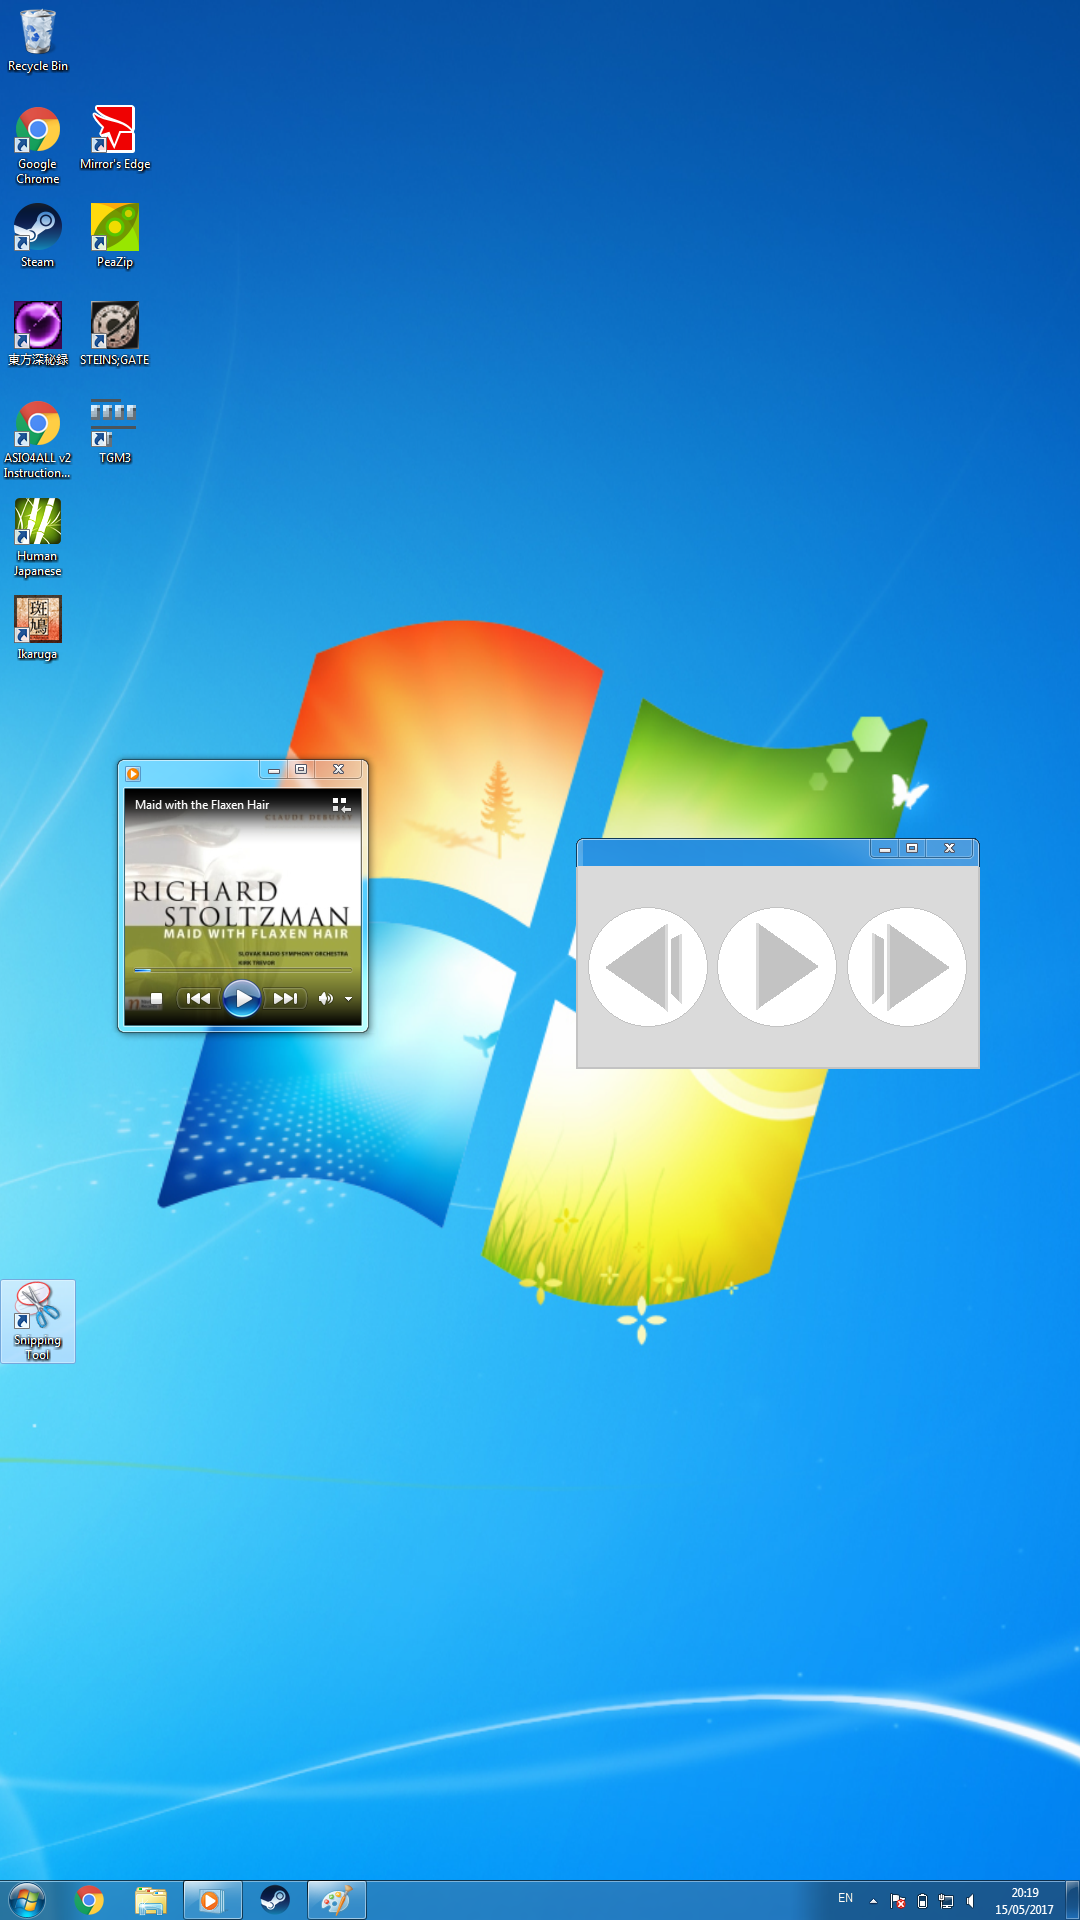 Recycle Bin
Google
Chrome
Mirror's Edge
Steam
PeaZip
東方深秘録
STEINS;GATE
ASIO4ALL v2
Instruction...
TGM3
Human
Japanese
斑
鳩
Ikaruga
Maid with the Flaxen Hair
CLAUDE DEBUSSY
RICHARD
STOLTZMAN
MAID WITH FLAXEN HAIR
SLOVAK RADIO SYMPHONY ORCHESTRA
KIRK TREVOR
Snipping
Tool
EN
20:19
15/05/2017